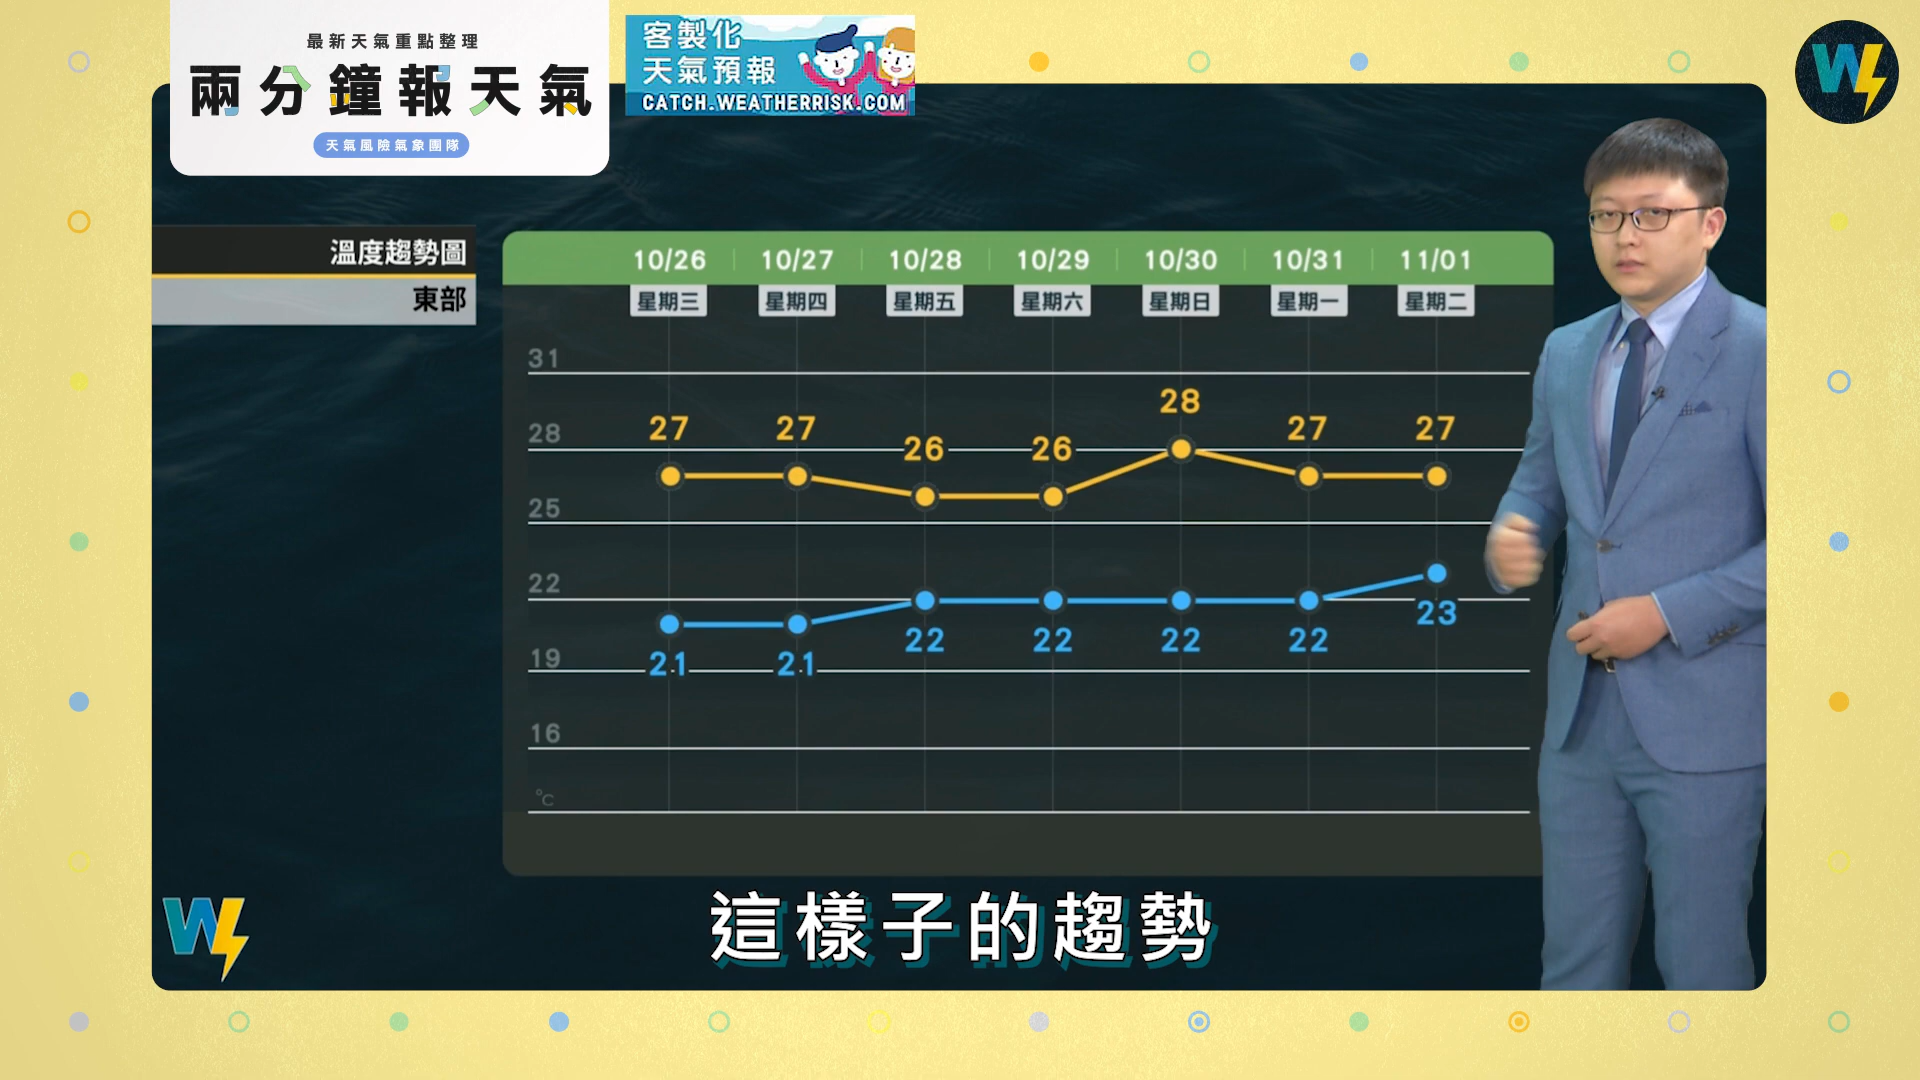 最新天氣重點整理
兩分鐘報天氣
天氣風險氣象團隊
客製化
天氣預報
CATCH.WEATHERRISK.COM
W
溫度趨勢圖
東部
10/26 10/27 10/28 10/29 10/30 10/31 11/01
星期三 星期四 星期五 星期六 星期日 星期一 星期二
31
28
25
22
19
16
°C
27 27 26 26 28 27 27
21 21 22 22 22 22 23
W
這樣子的趨勢